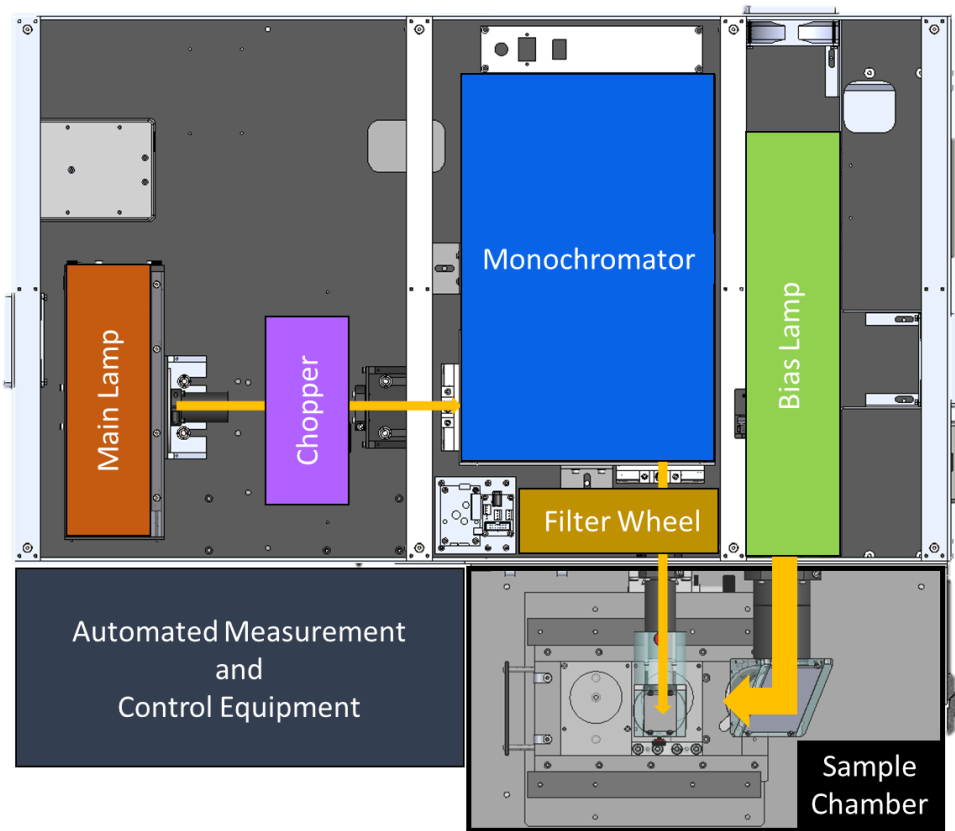 Monochromator
Main Lamp
Chopper
Bias Lamp
Filter Wheel
Automated Measurement
and
Control Equipment
Sample
Chamber